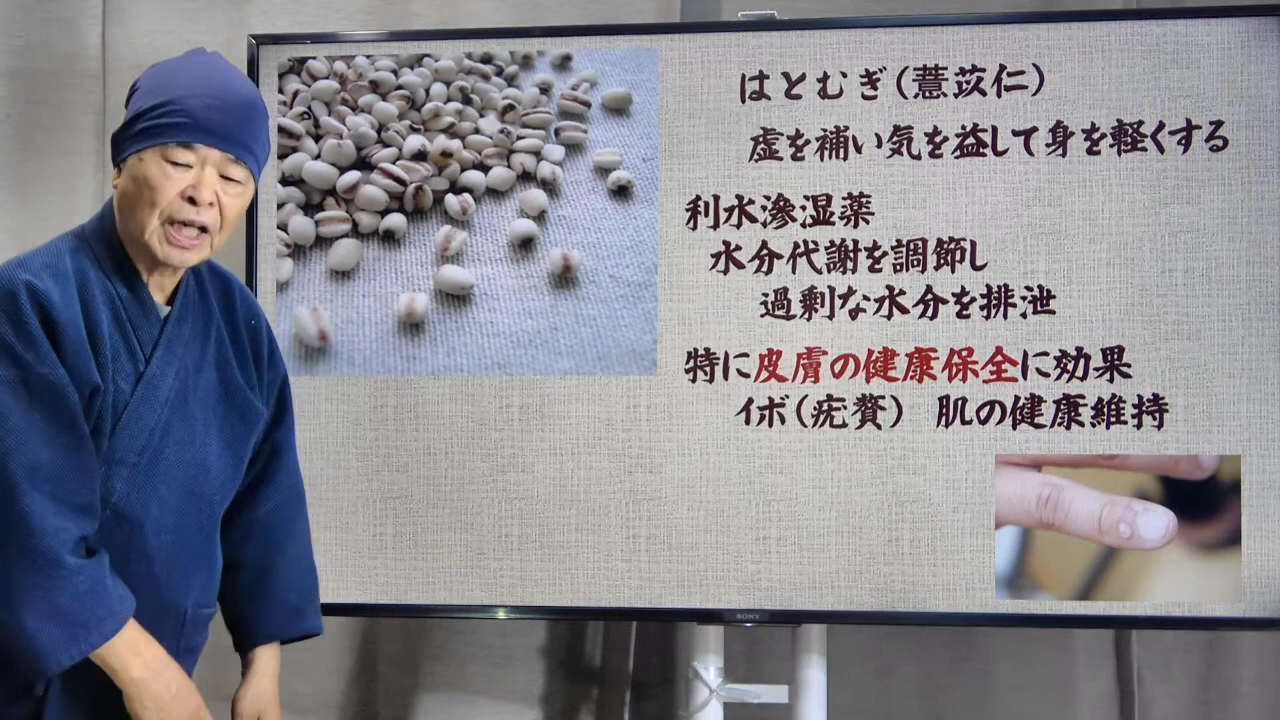 はとむぎ(薏苡仁)
虚を補い気を益して身を軽くする
利水滲湿薬
水分代謝を調節し
過剰な水分を排泄
特に皮膚の健康保全に効果
イボ(疣贅) 肌の健康維持
SONY